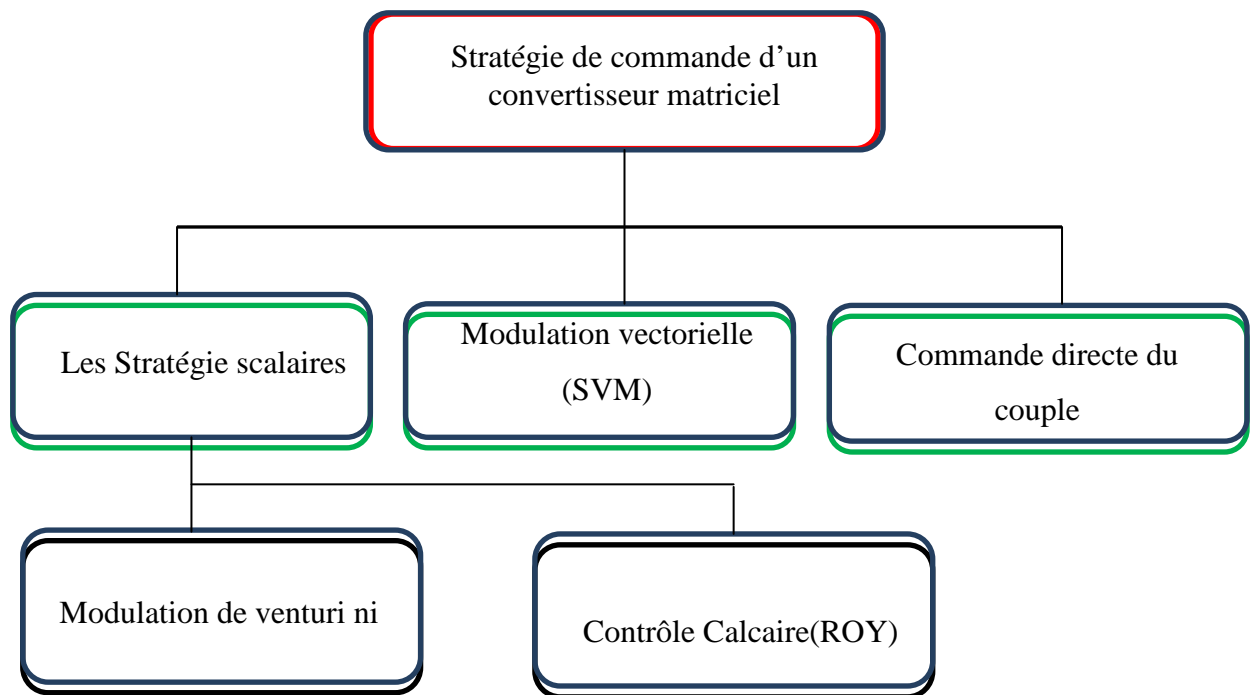 Stratégie de commande d’un
convertisseur matriciel
Les Stratégie scalaires
Modulation vectorielle
(SVM)
Commande directe du
couple
Modulation de venturi ni
Contrôle Calcaire(ROY)